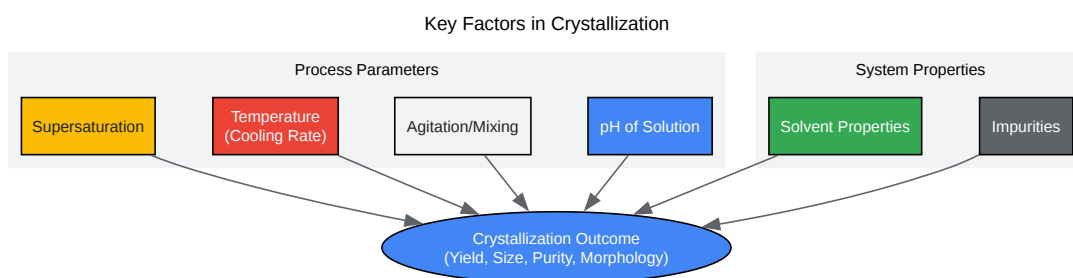 Key Factors in Crystallization
Process Parameters
System Properties
Supersaturation
Temperature
(Cooling Rate)
Agitation/Mixing
pH of Solution
Solvent Properties
Impurities
Crystallization Outcome
(Yield, Size, Purity, Morphology)